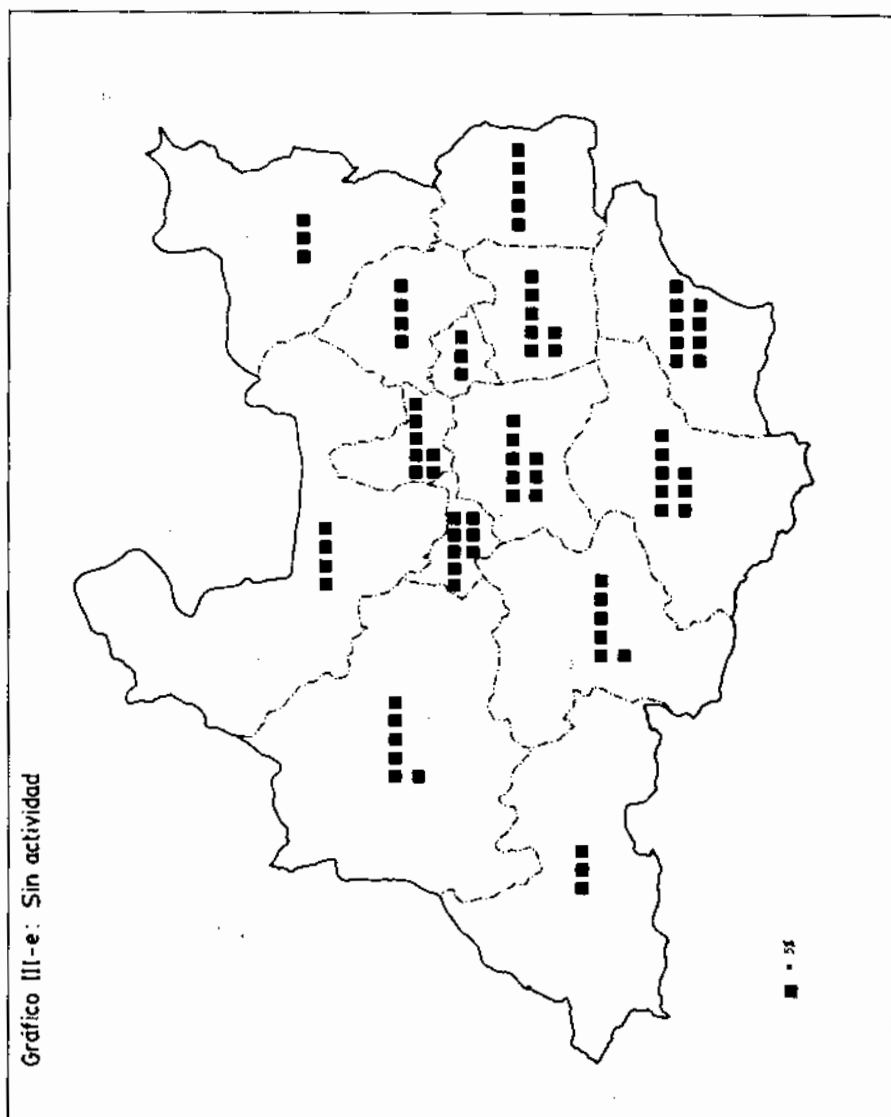 Gráfico III-e: Sin actividad
■ = 5%